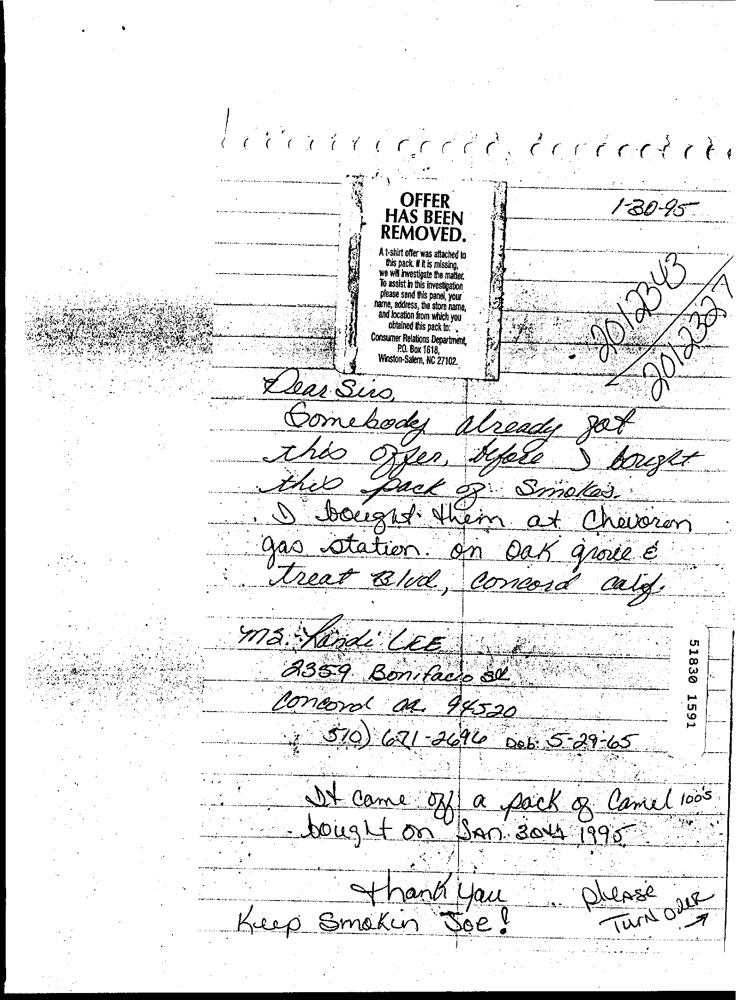 OFFER
HAS BEEN
REMOVED.
A t-shirt offer was attached to
this pack. If it is missing,
we will investigate the matter.
To assist in this investigation
please send this panel, your
name, address, the store name,
and location from which you
obtained this pack to:
Consumer Relations Department,
P.O. Box 1618,
Winston-Salem, NC 27102.
1-30-95
2012343
2012327
Dear Sirs,
Somebody already got
this offer, before I bought
this pack of Smokes.
I bought them at Chevoron
gas station. on Oak grove &
treat Blvd, Concord calif.
ms. Randi LEE
2359 Bonifacio St
Concord ca. 94520
510) 671-2696 Dob: 5-29-65
51830 1591
It came off a pack of Camel 100's
bought on JAN. 30th 1995
thank you
Keep Smokin Joe!
please
TURN OVER